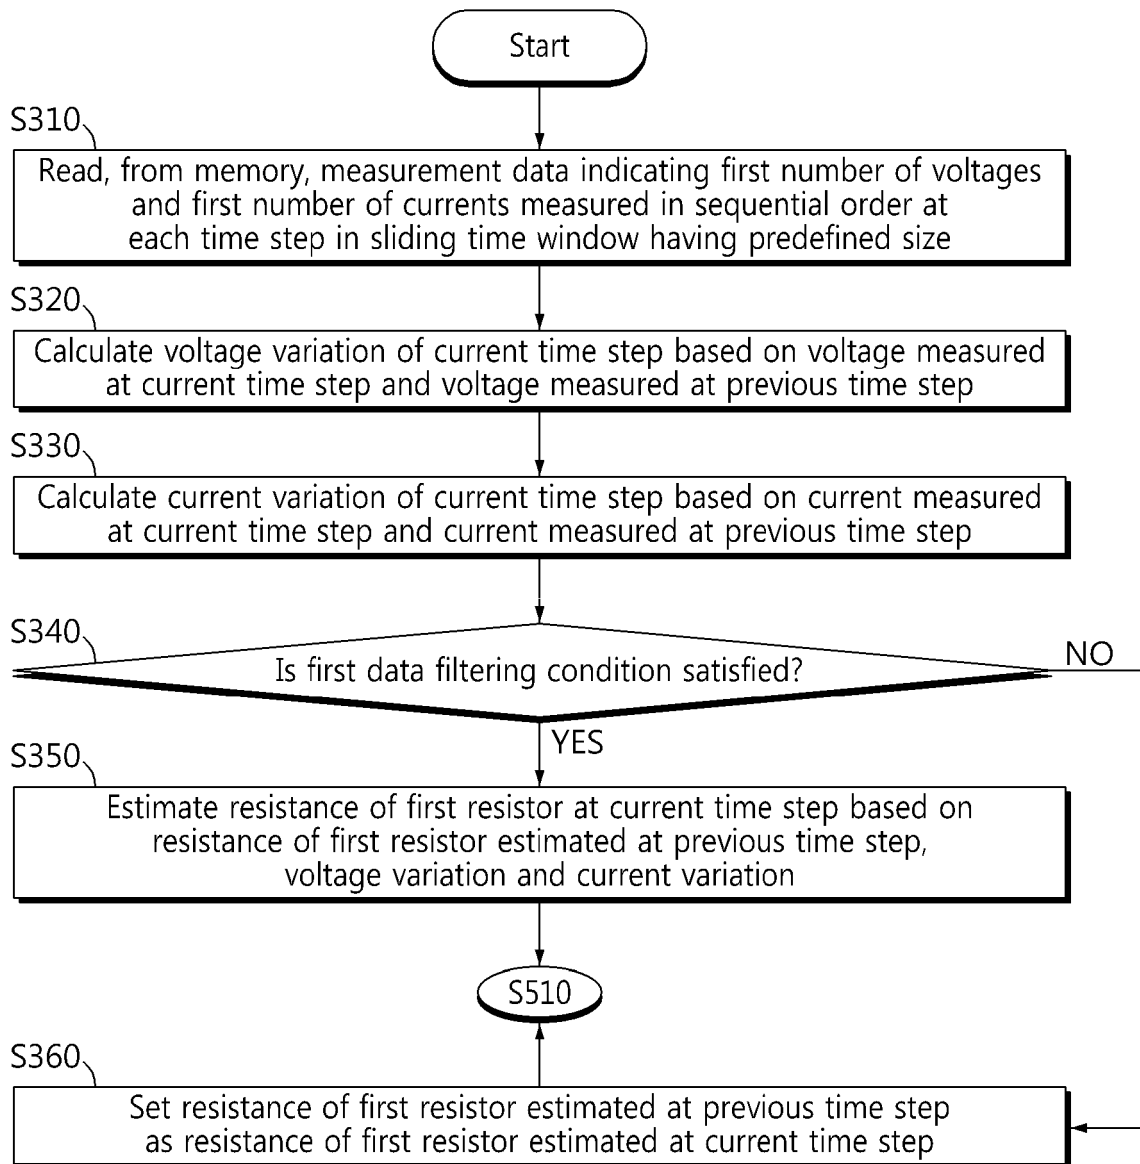 Start
S310
Read, from memory, measurement data indicating first number of voltages
and first number of currents measured in sequential order at
each time step in sliding time window having predefined size
S320
Calculate voltage variation of current time step based on voltage measured
at current time step and voltage measured at previous time step
S330
Calculate current variation of current time step based on current measured
at current time step and current measured at previous time step
S340
Is first data filtering condition satisfied?
NO
YES
S350
Estimate resistance of first resistor at current time step based on
resistance of first resistor estimated at previous time step,
voltage variation and current variation
S510
S360
Set resistance of first resistor estimated at previous time step
as resistance of first resistor estimated at current time step